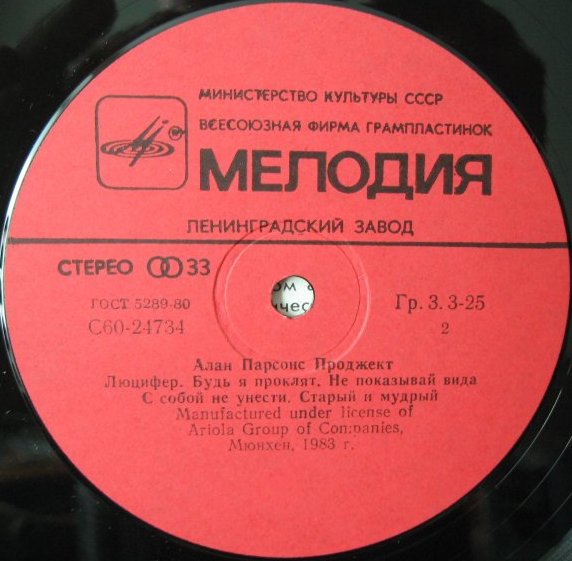 МИНИСТЕРСТВО КУЛЬТУРЫ СССР
ВСЕСОЮЗНАЯ ФИРМА ГРАМПЛАСТИНОК
МЕЛОДИЯ
ЛЕНИНГРАДСКИЙ ЗАВОД
СТЕРЕО 33
ГОСТ 5289-80
Гр. 3. 3-25
С60-24734
2
Алан Парсонс Проджект
Люцифер. Будь я проклят. Не показывай вида
С собой не унести. Старый и мудрый
Manufactured under license of
Ariola Group of Companies,
Мюнхен, 1983 г.